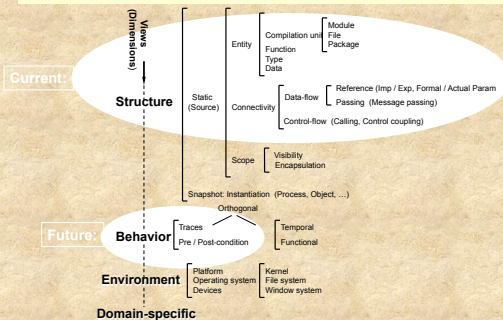 Views
(Dimensions)
Current:
Structure
Static
(Source)
Entity
Compilation unit
Module
File
Package
Function
Type
Data
Connectivity
Data-flow
Reference (Imp / Exp, Formal / Actual Param
Passing (Message passing)
Control-flow (Calling, Control coupling)
Scope
Visibility
Encapsulation
Snapshot: Instantiation (Process, Object, …)
Orthogonal
Future:
Behavior
Traces
Pre / Post-condition
Temporal
Functional
Environment
Platform
Operating system
Devices
Kernel
File system
Window system
Domain-specific